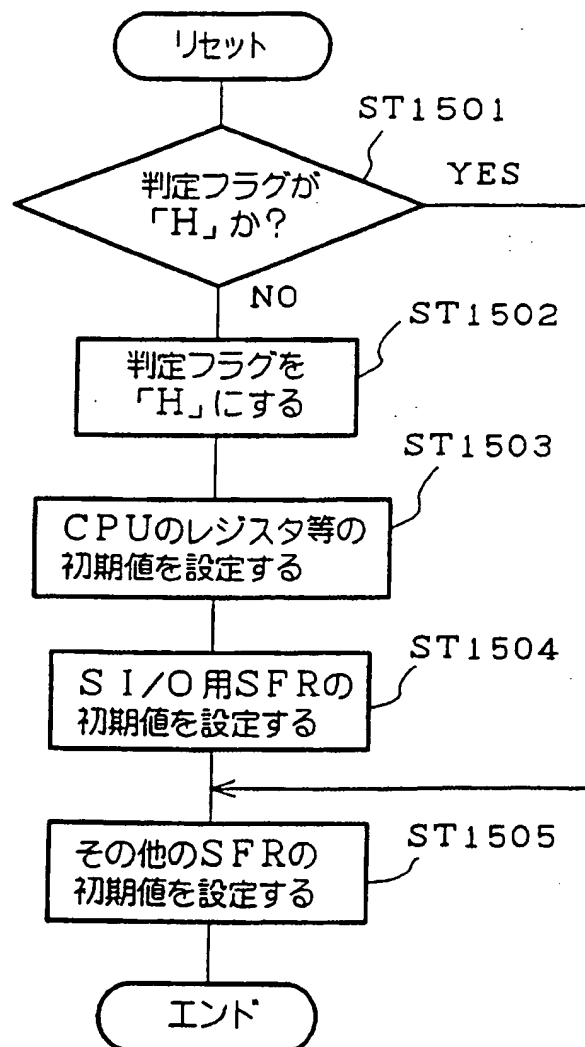 リセット
ST1501
判定フラグが
「H」か？
YES
NO
ST1502
判定フラグを
「H」にする
ST1503
CPUのレジスタ等の
初期値を設定する
ST1504
SI/O用SFRの
初期値を設定する
ST1505
その他のSFRの
初期値を設定する
エンド